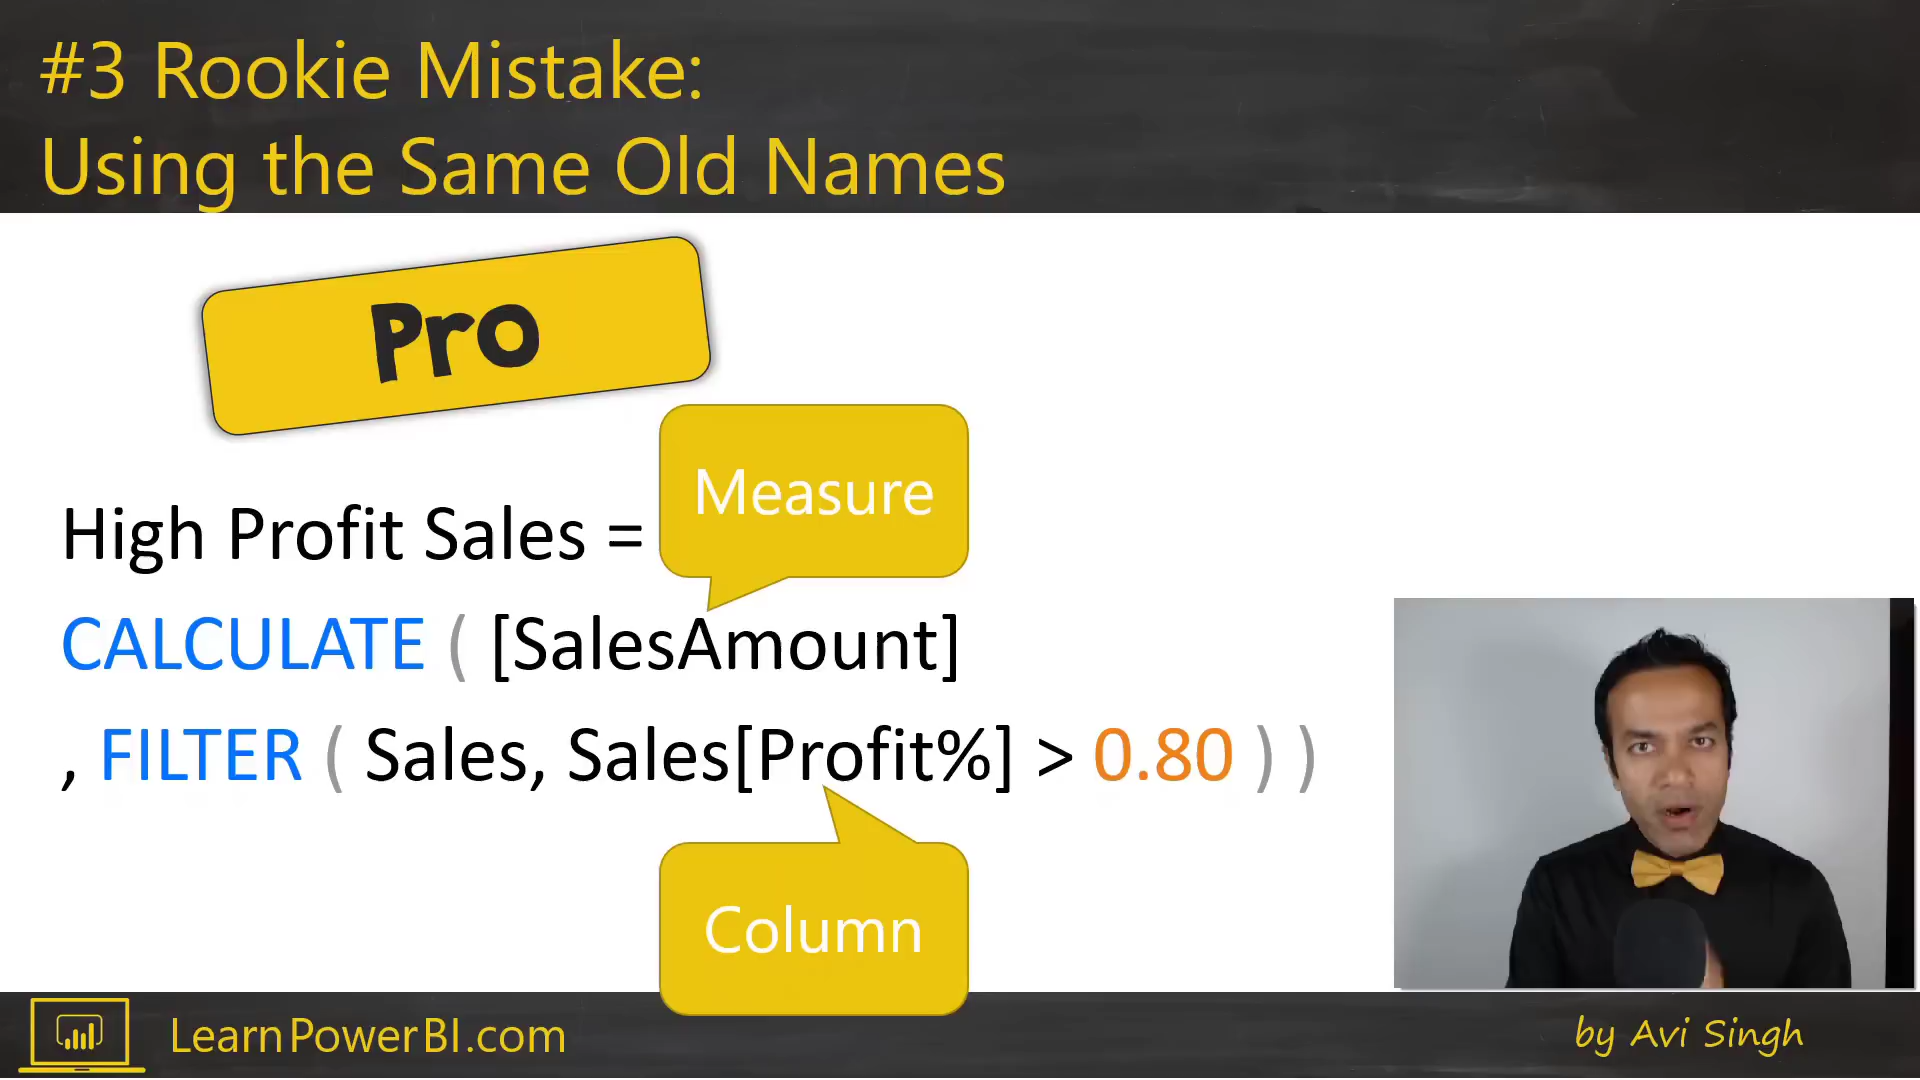 #3 Rookie Mistake:
Using the Same Old Names
Pro
Measure
High Profit Sales =
CALCULATE ( [SalesAmount]
, FILTER ( Sales, Sales[Profit%] > 0.80 ) )
Column
LearnPowerBI.com
by Avi Singh